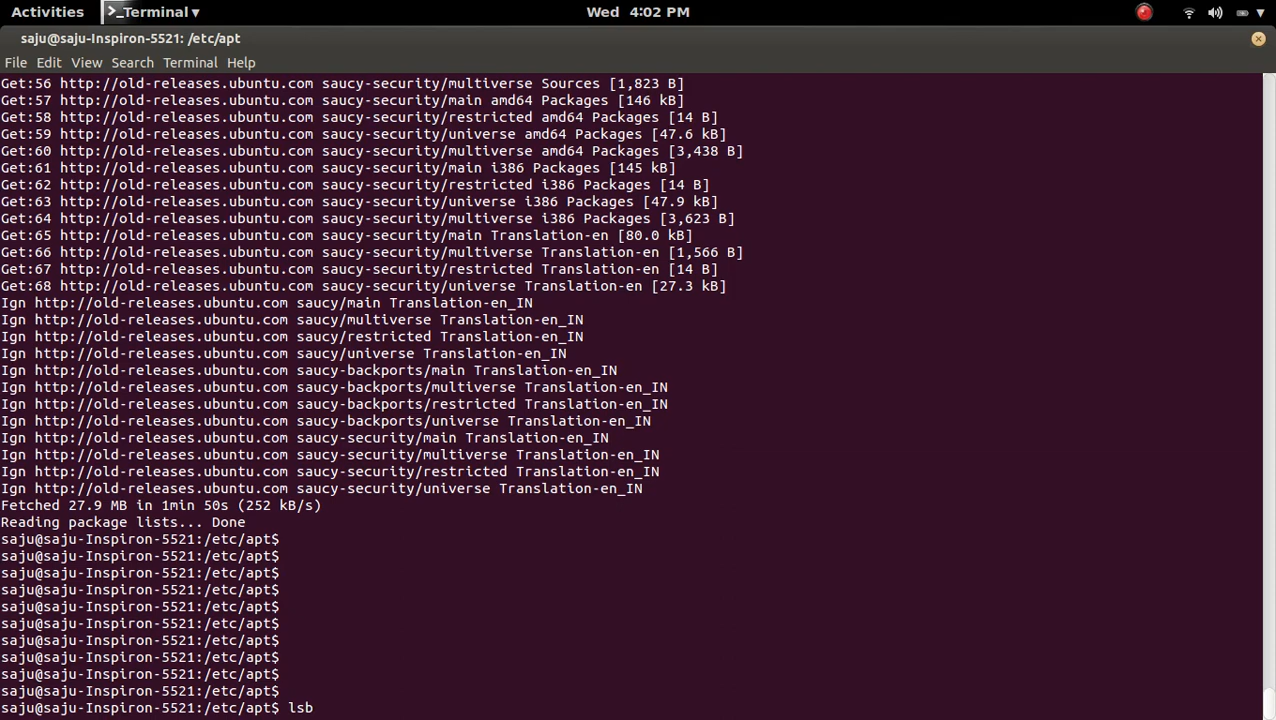 Activities >_Terminal ▾ Wed 4:02 PM
saju@saju-Inspiron-5521: /etc/apt
File Edit View Search Terminal Help
Get:56 http://old-releases.ubuntu.com saucy-security/multiverse Sources [1,823 B]
Get:57 http://old-releases.ubuntu.com saucy-security/main amd64 Packages [146 kB]
Get:58 http://old-releases.ubuntu.com saucy-security/restricted amd64 Packages [14 B]
Get:59 http://old-releases.ubuntu.com saucy-security/universe amd64 Packages [47.6 kB]
Get:60 http://old-releases.ubuntu.com saucy-security/multiverse amd64 Packages [3,438 B]
Get:61 http://old-releases.ubuntu.com saucy-security/main i386 Packages [145 kB]
Get:62 http://old-releases.ubuntu.com saucy-security/restricted i386 Packages [14 B]
Get:63 http://old-releases.ubuntu.com saucy-security/universe i386 Packages [47.9 kB]
Get:64 http://old-releases.ubuntu.com saucy-security/multiverse i386 Packages [3,623 B]
Get:65 http://old-releases.ubuntu.com saucy-security/main Translation-en [80.0 kB]
Get:66 http://old-releases.ubuntu.com saucy-security/multiverse Translation-en [1,566 B]
Get:67 http://old-releases.ubuntu.com saucy-security/restricted Translation-en [14 B]
Get:68 http://old-releases.ubuntu.com saucy-security/universe Translation-en [27.3 kB]
Ign http://old-releases.ubuntu.com saucy/main Translation-en_IN
Ign http://old-releases.ubuntu.com saucy/multiverse Translation-en_IN
Ign http://old-releases.ubuntu.com saucy/restricted Translation-en_IN
Ign http://old-releases.ubuntu.com saucy/universe Translation-en_IN
Ign http://old-releases.ubuntu.com saucy-backports/main Translation-en_IN
Ign http://old-releases.ubuntu.com saucy-backports/multiverse Translation-en_IN
Ign http://old-releases.ubuntu.com saucy-backports/restricted Translation-en_IN
Ign http://old-releases.ubuntu.com saucy-backports/universe Translation-en_IN
Ign http://old-releases.ubuntu.com saucy-security/main Translation-en_IN
Ign http://old-releases.ubuntu.com saucy-security/multiverse Translation-en_IN
Ign http://old-releases.ubuntu.com saucy-security/restricted Translation-en_IN
Ign http://old-releases.ubuntu.com saucy-security/universe Translation-en_IN
Fetched 27.9 MB in 1min 50s (252 kB/s)
Reading package lists... Done
saju@saju-Inspiron-5521:/etc/apt$
saju@saju-Inspiron-5521:/etc/apt$
saju@saju-Inspiron-5521:/etc/apt$
saju@saju-Inspiron-5521:/etc/apt$
saju@saju-Inspiron-5521:/etc/apt$
saju@saju-Inspiron-5521:/etc/apt$
saju@saju-Inspiron-5521:/etc/apt$
saju@saju-Inspiron-5521:/etc/apt$
saju@saju-Inspiron-5521:/etc/apt$
saju@saju-Inspiron-5521:/etc/apt$
saju@saju-Inspiron-5521:/etc/apt$ lsb